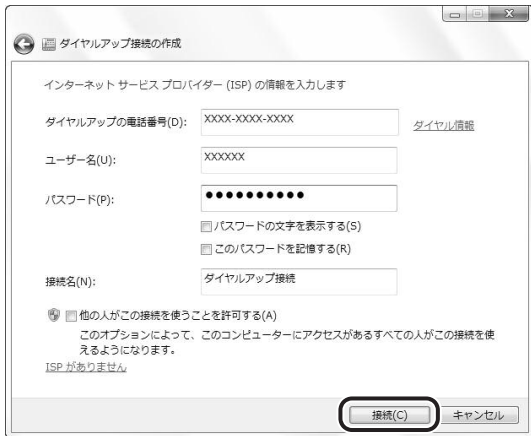 ダイヤルアップ接続の作成
インターネット サービス プロバイダー (ISP) の情報を入力します
ダイヤルアップの電話番号(D):
XXXX-XXXX-XXXX
ダイヤル情報
ユーザー名(U):
XXXXXX
パスワード(P):
●●●●●●●●●●
パスワードの文字を表示する(S)
このパスワードを記憶する(R)
接続名(N):
ダイヤルアップ接続
他の人がこの接続を使うことを許可する(A)
このオプションによって、このコンピューターにアクセスがあるすべての人がこの接続を使
えるようになります。
ISP がありません
接続(C)
キャンセル